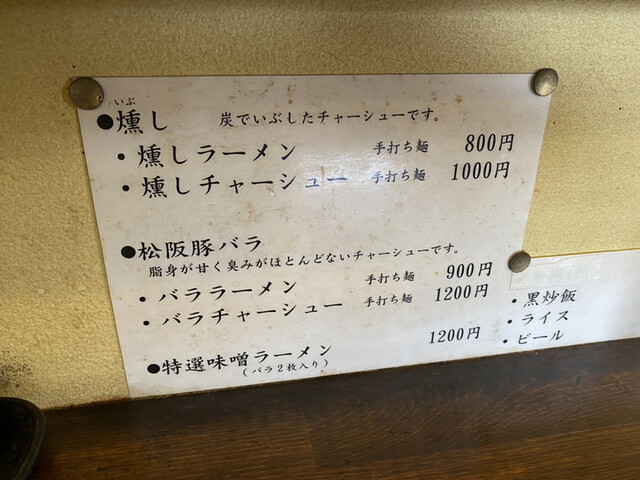 いぶ
●燻し 炭でいぶしたチャーシューです。
・燻しラーメン 手打ち麺 800円
・燻しチャーシュー 手打ち麺 1000円
●松阪豚バラ
脂身が甘く臭みがほとんどないチャーシューです。
・バララーメン 手打ち麺 900円
・バラチャーシュー 手打ち麺 1200円
●特選味噌ラーメン 1200円
(バラ2枚入り)
・黒炒飯
・ライス
・ビール